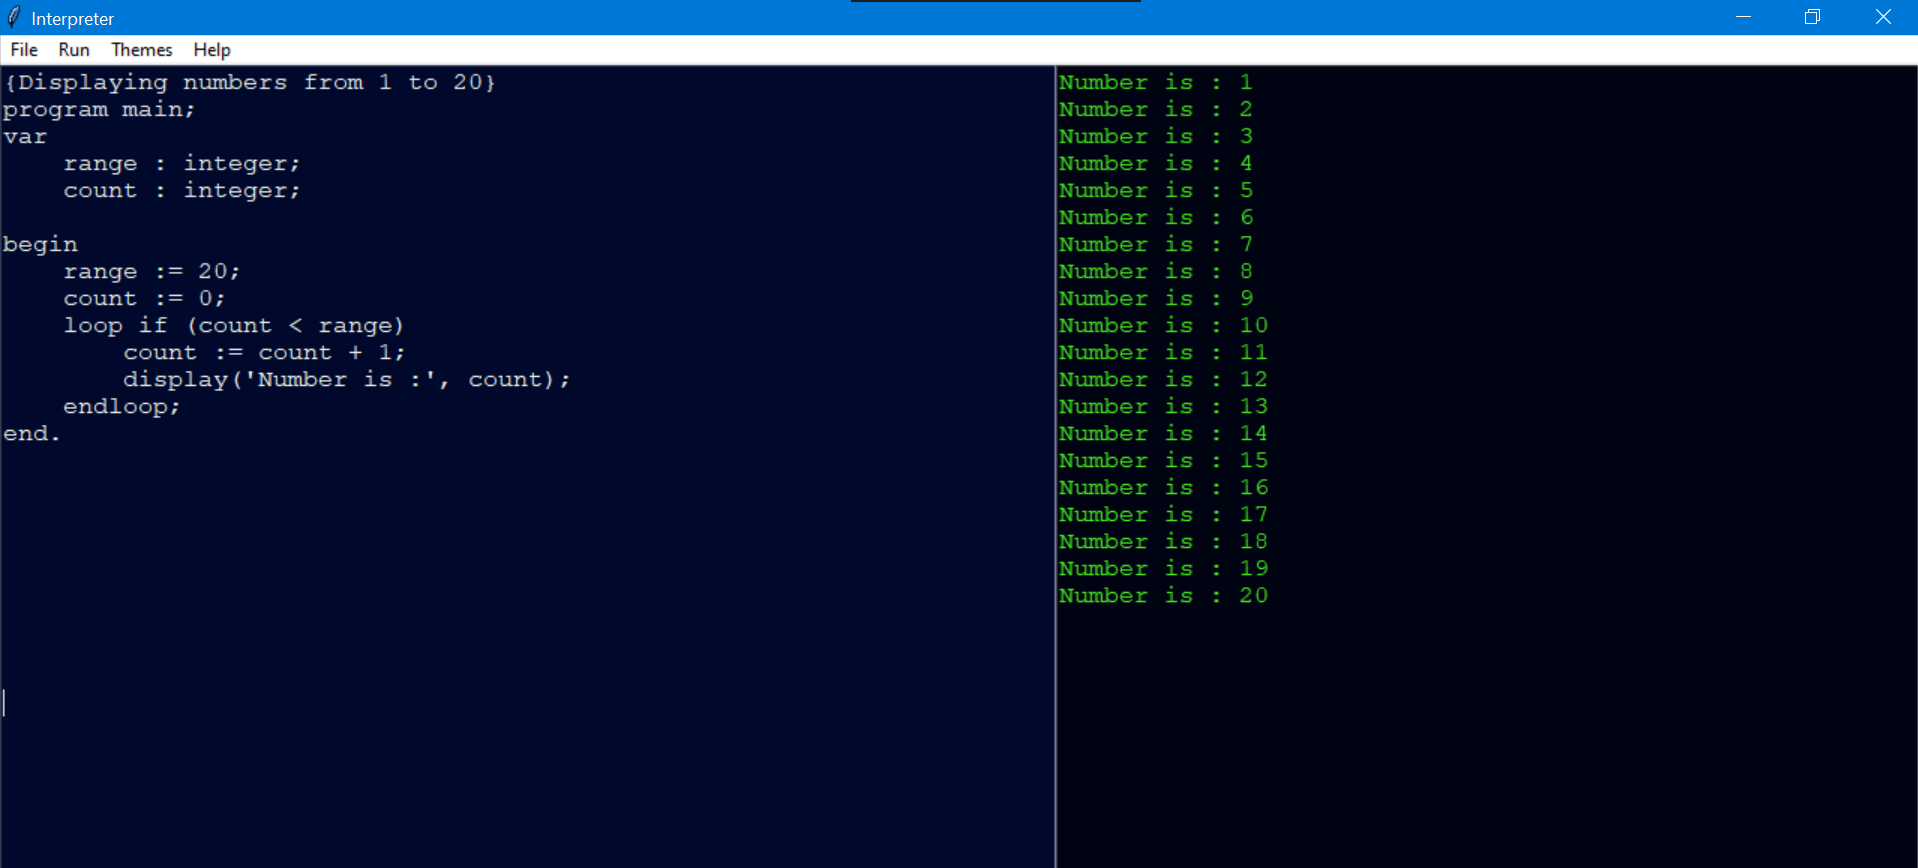 Interpreter
File Run Themes Help
{Displaying numbers from 1 to 20}
program main;
var
    range : integer;
    count : integer;

begin
    range := 20;
    count := 0;
    loop if (count < range)
        count := count + 1;
        display('Number is :', count);
    endloop;
end.
Number is : 1
Number is : 2
Number is : 3
Number is : 4
Number is : 5
Number is : 6
Number is : 7
Number is : 8
Number is : 9
Number is : 10
Number is : 11
Number is : 12
Number is : 13
Number is : 14
Number is : 15
Number is : 16
Number is : 17
Number is : 18
Number is : 19
Number is : 20